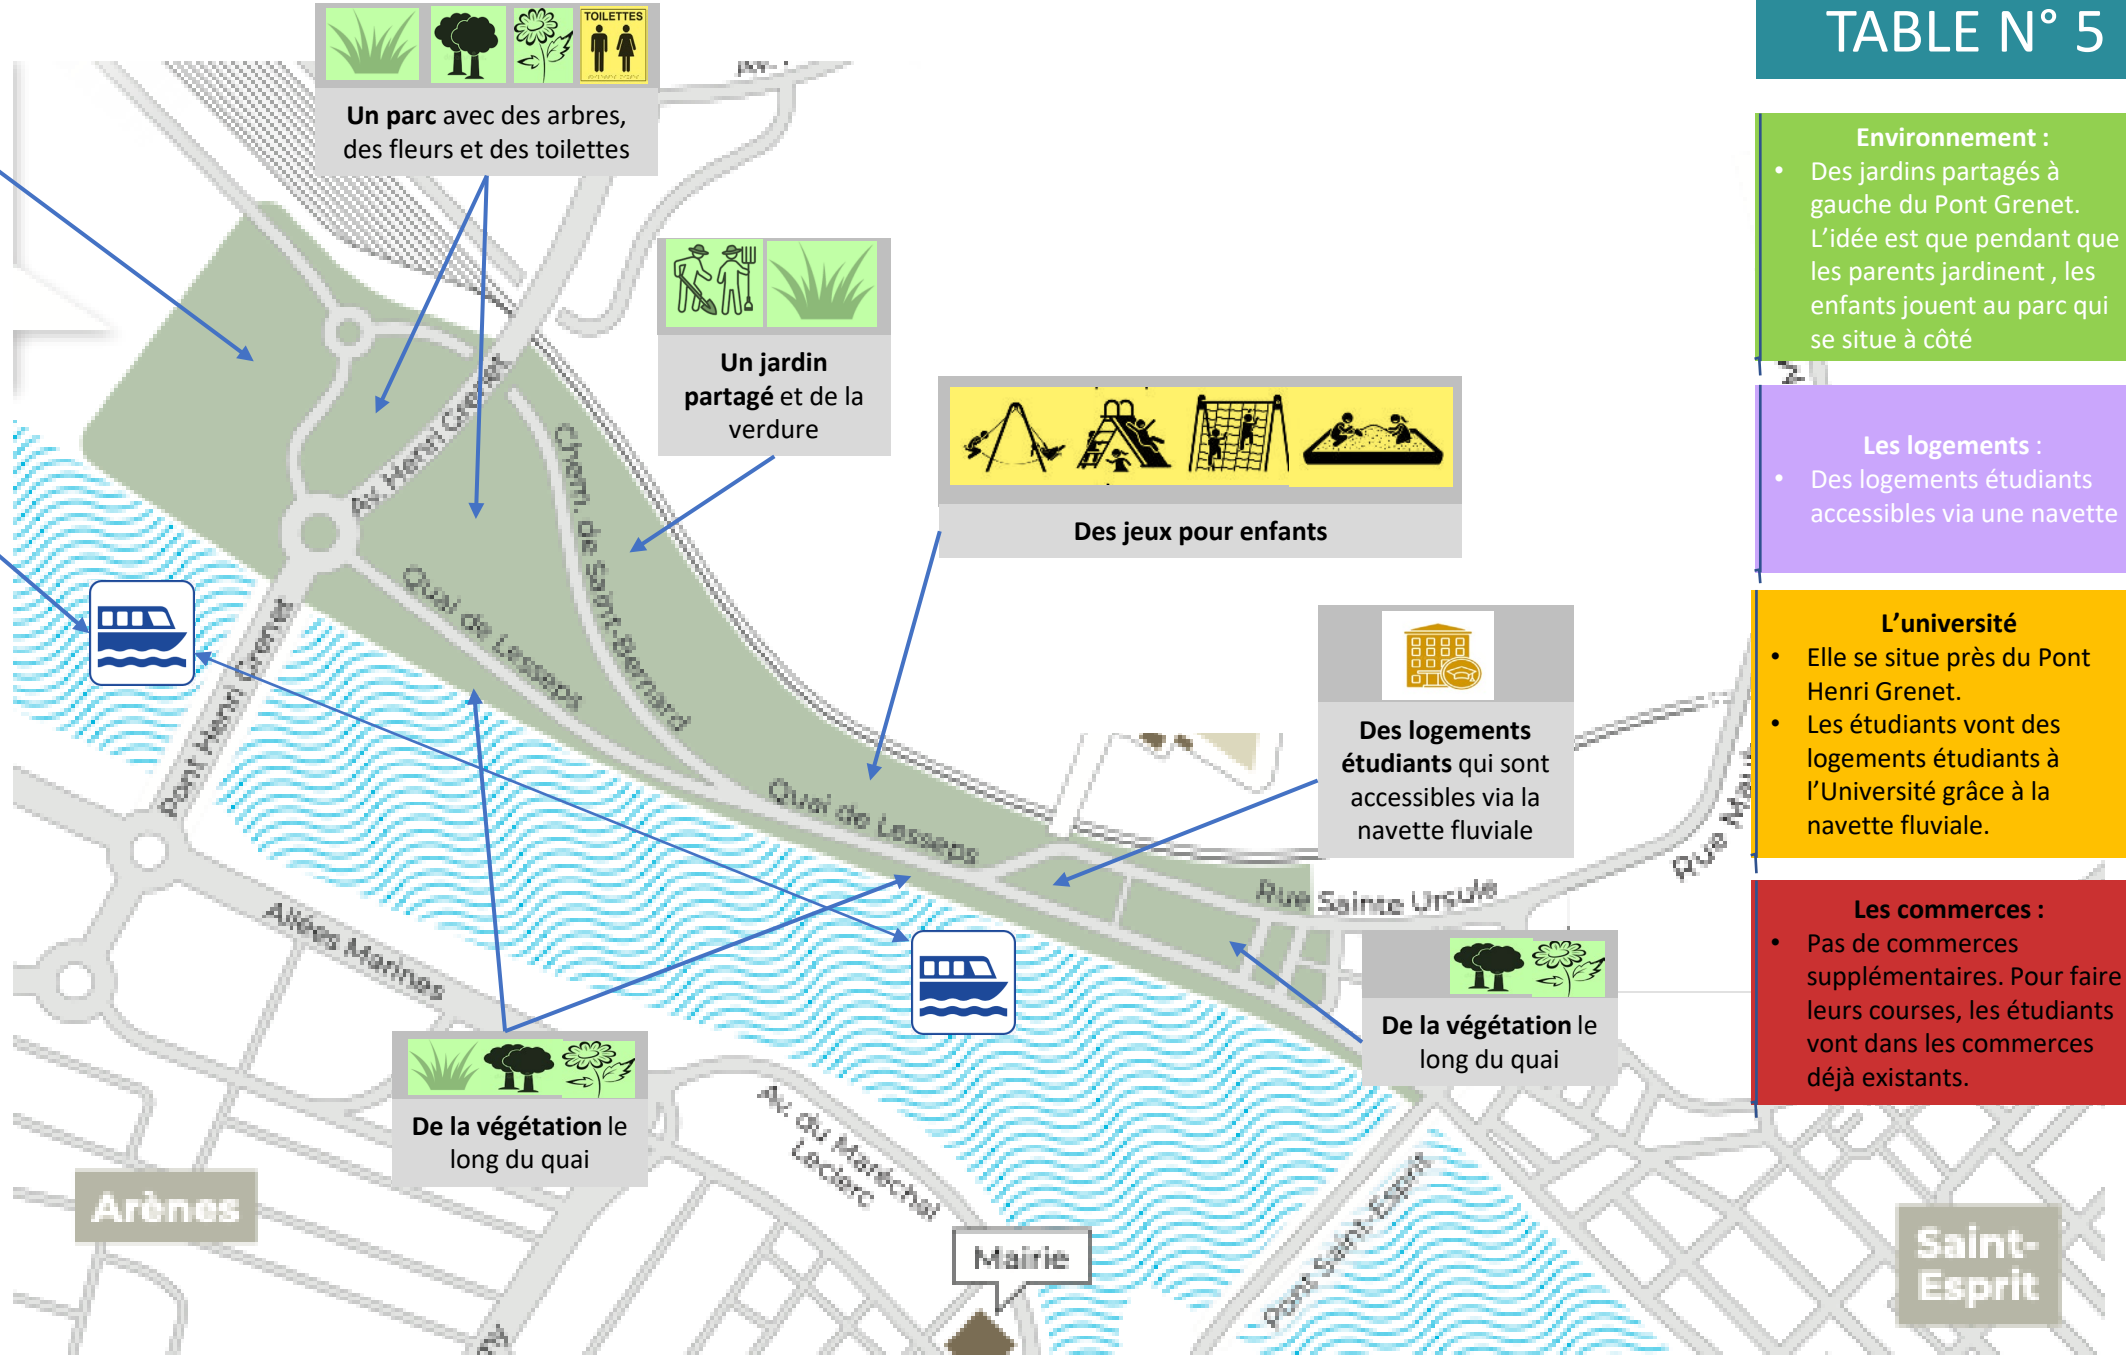 TABLE N° 5
TOILETTES
Un parc avec des arbres,
des fleurs et des toilettes
Un jardin
partagé et de la
verdure
Des jeux pour enfants
Des logements
étudiants qui sont
accessibles via la
navette fluviale
De la végétation le
long du quai
De la végétation le
long du quai
Av. Henri Grenet
Chem. de Saint-Bernard
Quai de Lesseps
Quai de Lesseps
Pont Henri Grenet
Allées Marines
Rue Sainte Ursule
Av. du Maréchal
Leclerc
Pont Saint-Esprit
Mairie
Arènes
Saint-
Esprit
Environnement :
• Des jardins partagés à
gauche du Pont Grenet.
L'idée est que pendant que
les parents jardinent , les
enfants jouent au parc qui
se situe à côté
Les logements :
• Des logements étudiants
accessibles via une navette
L'université
• Elle se situe près du Pont
Henri Grenet.
• Les étudiants vont des
logements étudiants à
l'Université grâce à la
navette fluviale.
Les commerces :
• Pas de commerces
supplémentaires. Pour faire
leurs courses, les étudiants
vont dans les commerces
déjà existants.